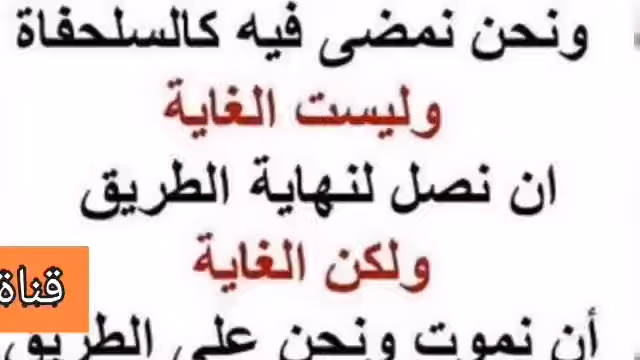 ونحن نمضى فيه كالسلحفاة
وليست الغاية
ان نصل لنهاية الطريق
ولكن الغاية
قناة
أن نموت ونحن على الطريق